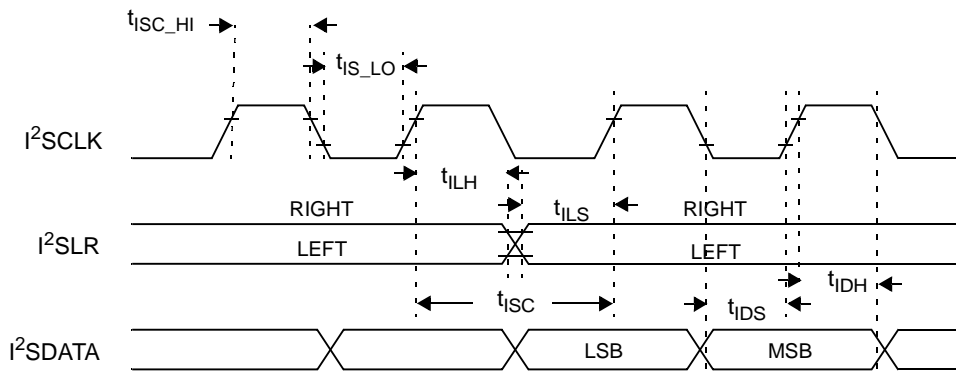 tISC_HI
tIS_LO
I²SCLK
tILH
tILS
RIGHT
RIGHT
I²SLR
LEFT
LEFT
tISC
tIDS
tIDH
I²SDATA
LSB
MSB